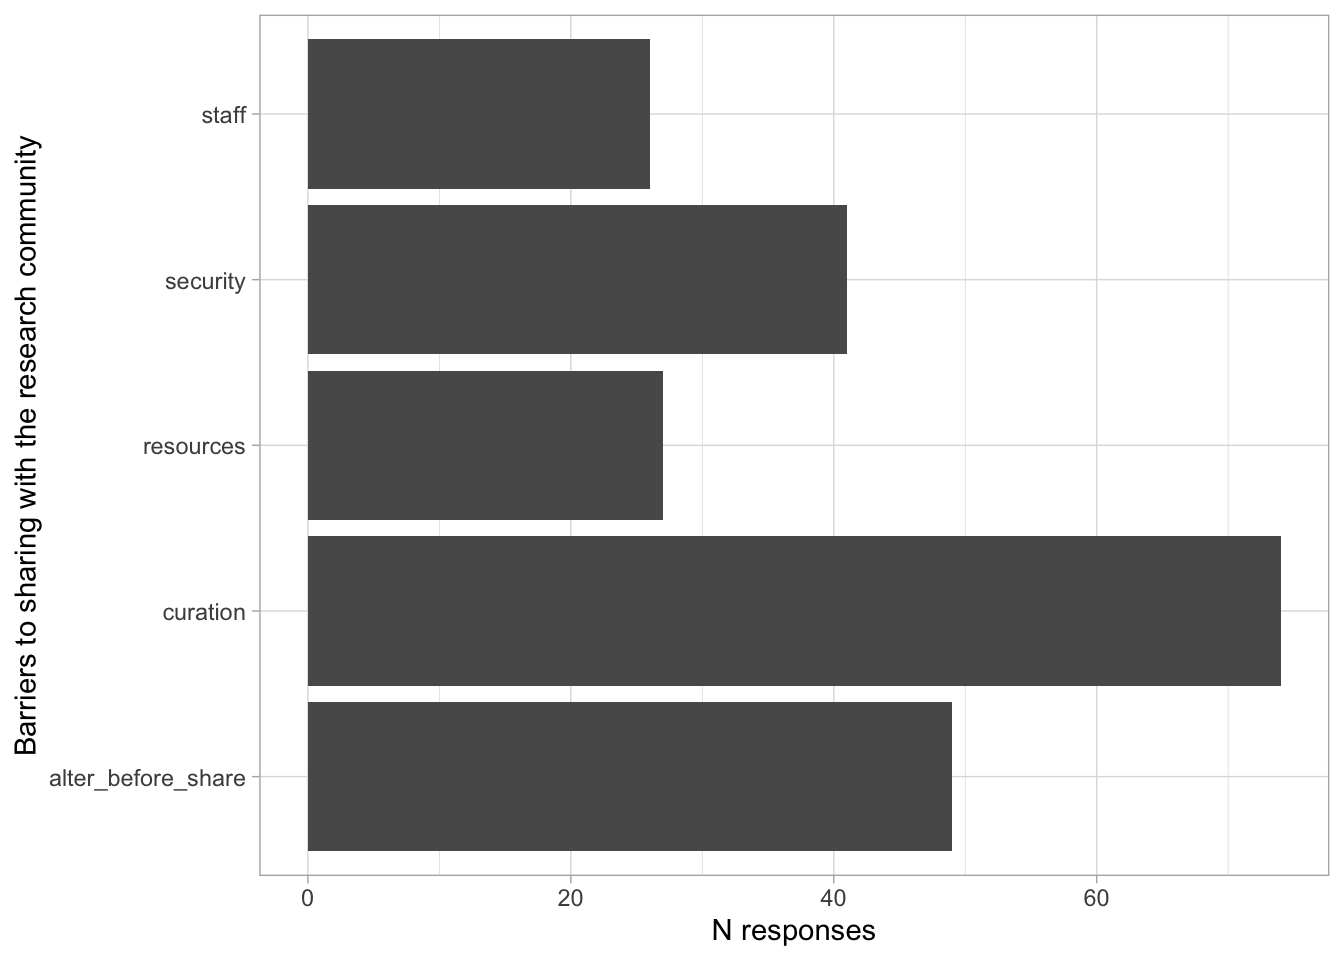 Barriers to sharing with the research community
staff
security
resources
curation
alter_before_share
0 20 40 60
N responses